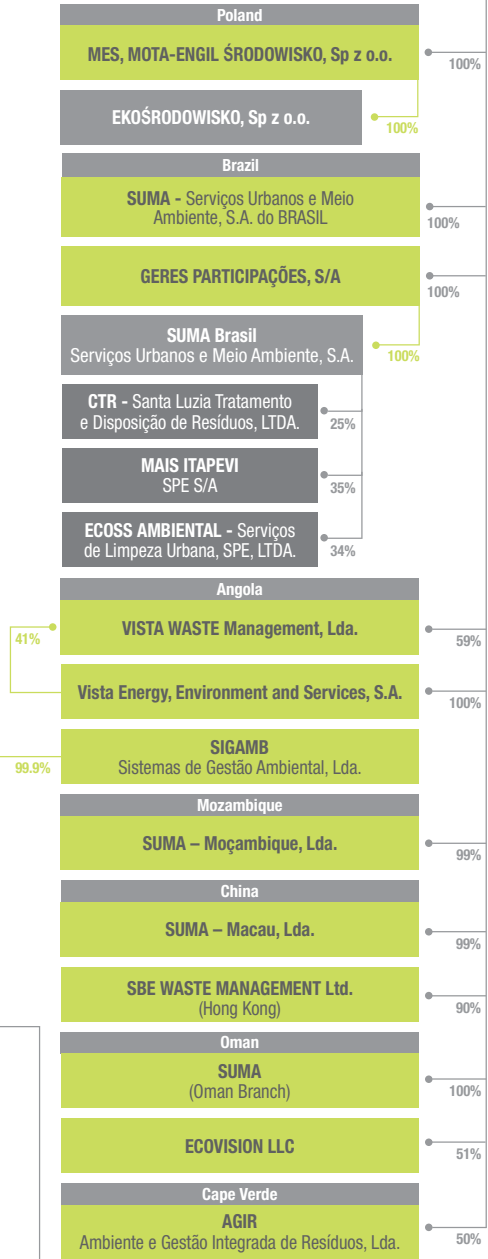 Poland
MES, MOTA-ENGIL ŚRODOWISKO, Sp z o.o.
100%
EKOŚRODOWISKO, Sp z o.o.
100%
Brazil
SUMA - Serviços Urbanos e Meio
Ambiente, S.A. do BRASIL
100%
GERES PARTICIPAÇÕES, S/A
100%
SUMA Brasil
Serviços Urbanos e Meio Ambiente, S.A.
100%
CTR - Santa Luzia Tratamento
e Disposição de Resíduos, LTDA.
25%
MAIS ITAPEVI
SPE S/A
35%
ECOSS AMBIENTAL - Serviços
de Limpeza Urbana, SPE, LTDA.
34%
Angola
VISTA WASTE Management, Lda.
41%
59%
Vista Energy, Environment and Services, S.A.
100%
SIGAMB
Sistemas de Gestão Ambiental, Lda.
99.9%
Mozambique
SUMA – Moçambique, Lda.
99%
China
SUMA – Macau, Lda.
99%
SBE WASTE MANAGEMENT Ltd.
(Hong Kong)
90%
Oman
SUMA
(Oman Branch)
100%
ECOVISION LLC
51%
Cape Verde
AGIR
Ambiente e Gestão Integrada de Resíduos, Lda.
50%